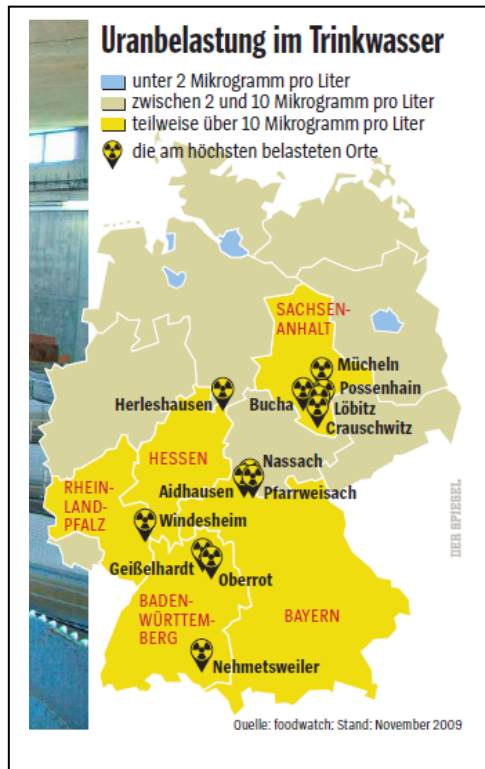 Uranbelastung im Trinkwasser
unter 2 Mikrogramm pro Liter
zwischen 2 und 10 Mikrogramm pro Liter
teilweise über 10 Mikrogramm pro Liter
die am höchsten belasteten Orte
SACHSEN-
ANHALT
Mücheln
Possenhain
Herleshausen
Bucha
Löbitz
Crauschwitz
HESSEN
Nassach
RHEIN-
LAND-
PFALZ
Aidhausen
Pfarrweisach
Windesheim
DER SPIEGEL
Geißelhardt
Oberrot
BADEN-
WÜRTTEM-
BERG
BAYERN
Nehmetsweiler
Quelle: foodwatch: Stand: November 2009